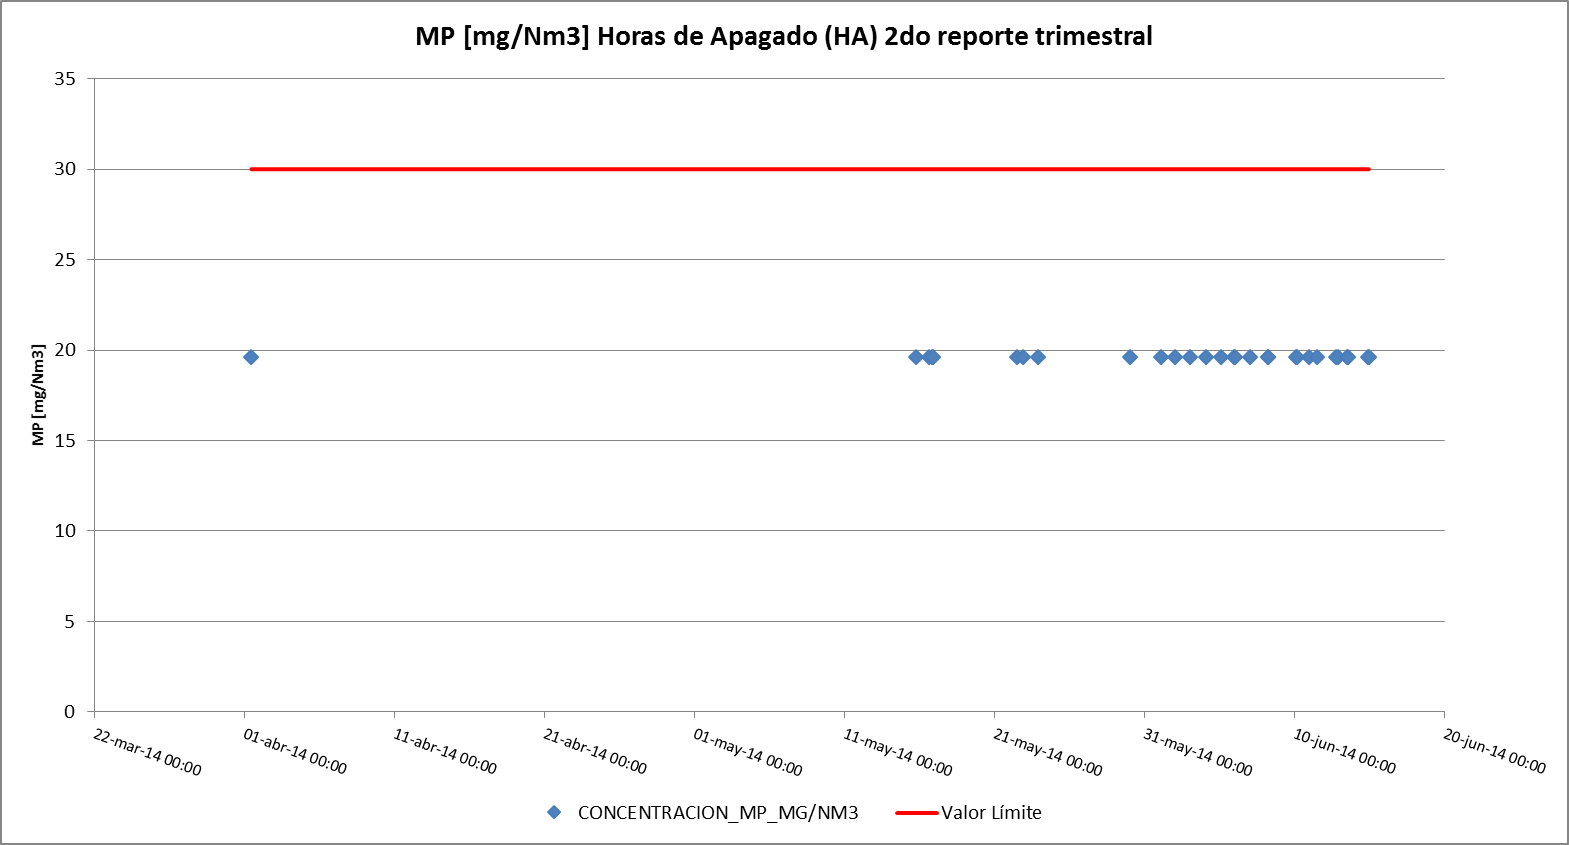 MP [mg/Nm3] Horas de Apagado (HA) 2do reporte trimestral
35
30
25
20
15
10
5
0
MP [mg/Nm3]
22-mar-14 00:00
01-abr-14 00:00
11-abr-14 00:00
21-abr-14 00:00
01-may-14 00:00
11-may-14 00:00
21-may-14 00:00
31-may-14 00:00
10-jun-14 00:00
20-jun-14 00:00
CONCENTRACION_MP_MG/NM3
Valor Límite